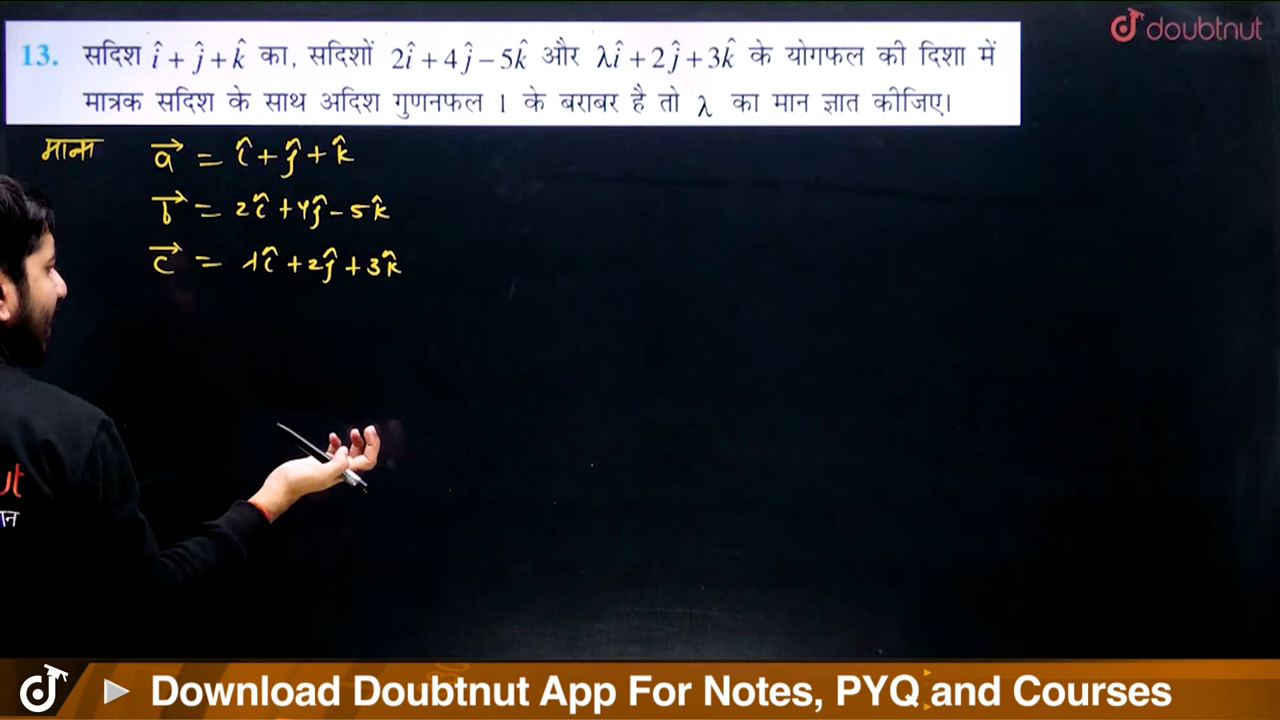 doubtnut
13. सदिश î + ĵ + k̂ का, सदिशों 2î + 4ĵ – 5k̂ और λî + 2ĵ + 3k̂ के योगफल की दिशा में
मात्रक सदिश के साथ अदिश गुणनफल 1 के बराबर है तो λ का मान ज्ञात कीजिए।
माना a⃗ = î + ĵ + k̂
b⃗ = 2î + 4ĵ – 5k̂
c⃗ = λî + 2ĵ + 3k̂
ut
ान
Download Doubtnut App For Notes, PYQ and Courses